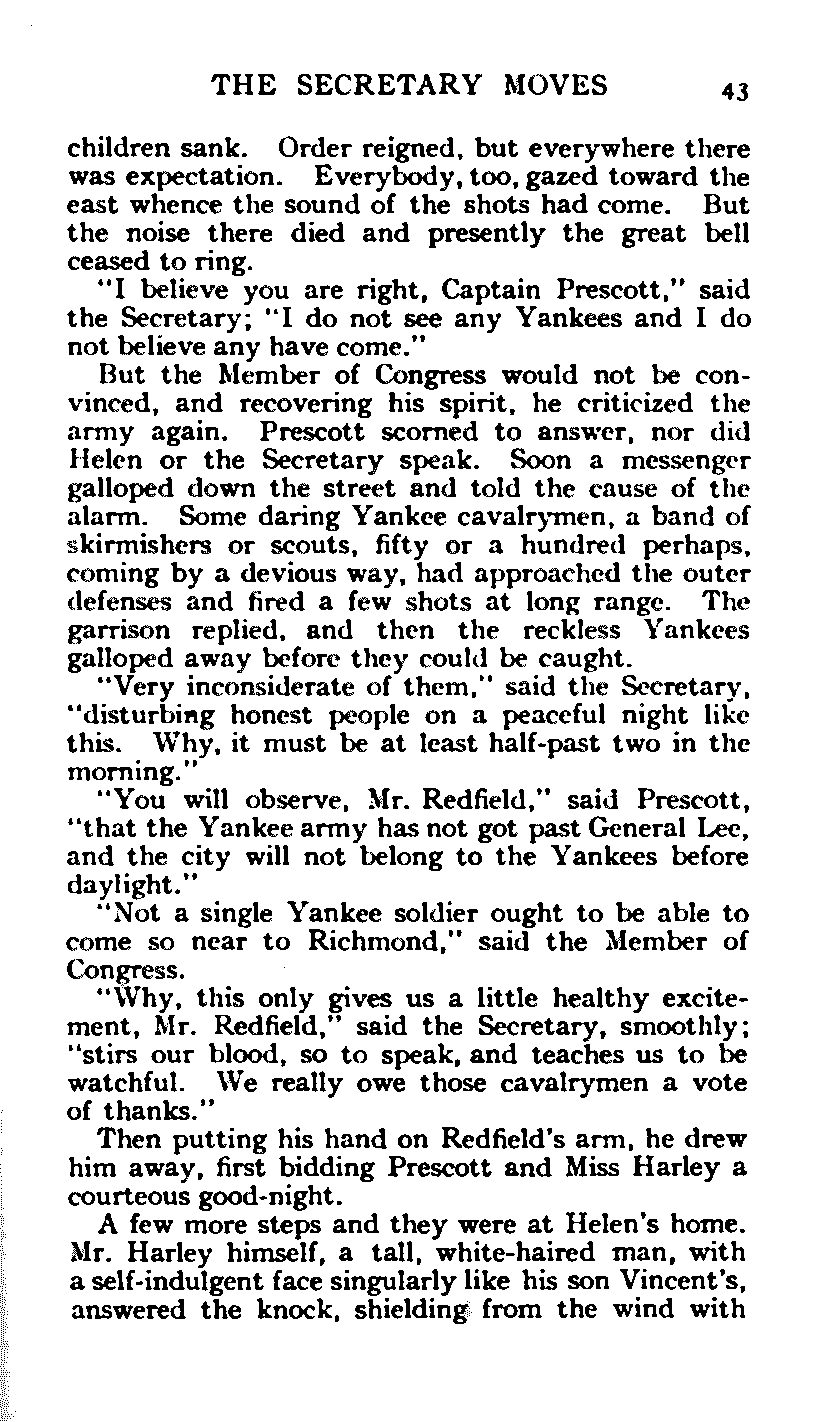 THE SECRETARY MOVES 43
children sank. Order reigned, but everywhere there
was expectation. Everybody, too, gazed toward the
east whence the sound of the shots had come. But
the noise there died and presently the great bell
ceased to ring.
"I believe you are right, Captain Prescott," said
the Secretary; "I do not see any Yankees and I do
not believe any have come."
But the Member of Congress would not be con-
vinced, and recovering his spirit, he criticized the
army again. Prescott scorned to answer, nor did
Helen or the Secretary speak. Soon a messenger
galloped down the street and told the cause of the
alarm. Some daring Yankee cavalrymen, a band of
skirmishers or scouts, fifty or a hundred perhaps,
coming by a devious way, had approached the outer
defenses and fired a few shots at long range. The
garrison replied, and then the reckless Yankees
galloped away before they could be caught.
"Very inconsiderate of them," said the Secretary,
"disturbing honest people on a peaceful night like
this. Why, it must be at least half-past two in the
morning."
"You will observe, Mr. Redfield," said Prescott,
"that the Yankee army has not got past General Lee,
and the city will not belong to the Yankees before
daylight."
"Not a single Yankee soldier ought to be able to
come so near to Richmond," said the Member of
Congress.
"Why, this only gives us a little healthy excite-
ment, Mr. Redfield," said the Secretary, smoothly;
"stirs our blood, so to speak, and teaches us to be
watchful. We really owe those cavalrymen a vote
of thanks."
Then putting his hand on Redfield's arm, he drew
him away, first bidding Prescott and Miss Harley a
courteous good-night.
A few more steps and they were at Helen's home.
Mr. Harley himself, a tall, white-haired man, with
a self-indulgent face singularly like his son Vincent's,
answered the knock, shielding from the wind with